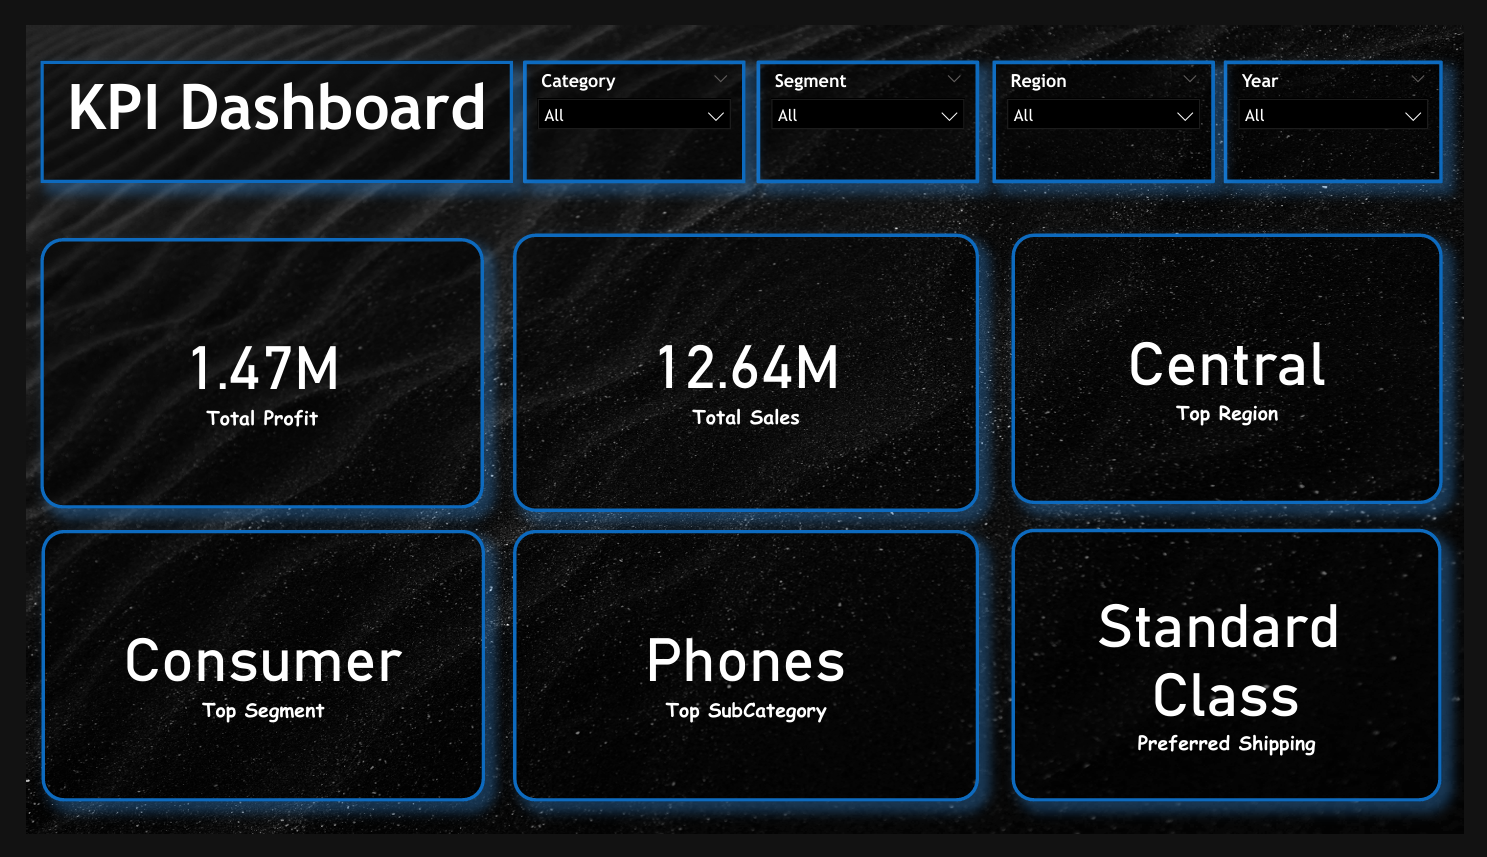 KPI Dashboard
Category
All
Segment
All
Region
All
Year
All
1.47M
Total Profit
12.64M
Total Sales
Central
Top Region
Consumer
Top Segment
Phones
Top SubCategory
Standard
Class
Preferred Shipping